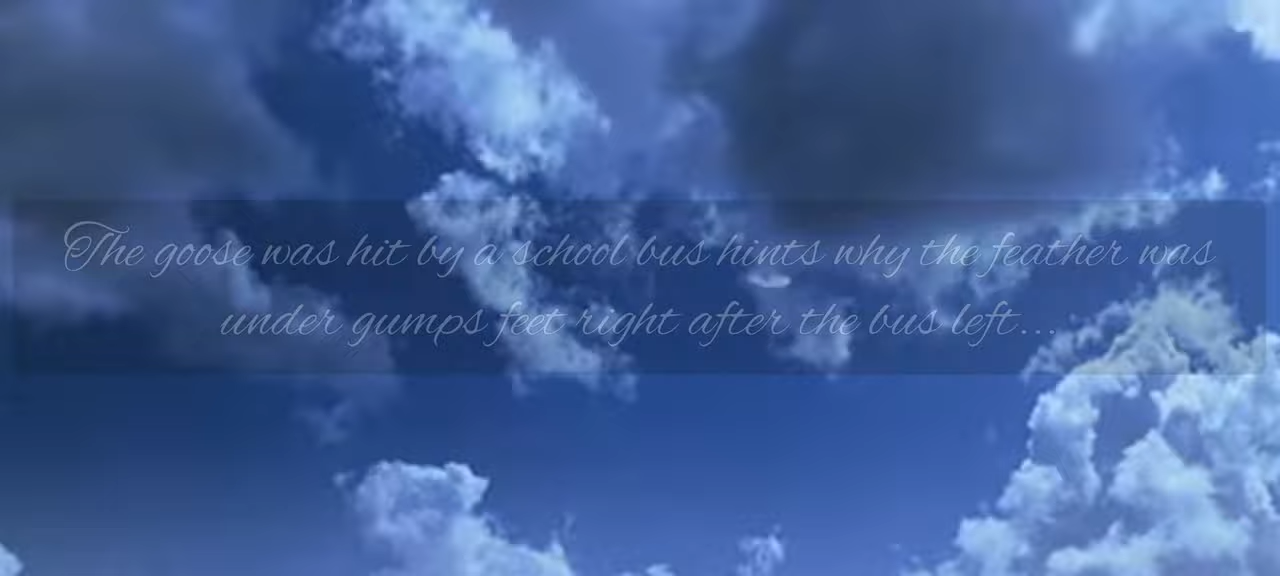 The goose was hit by a school bus hints why the feather was
under gumps feet right after the bus left...